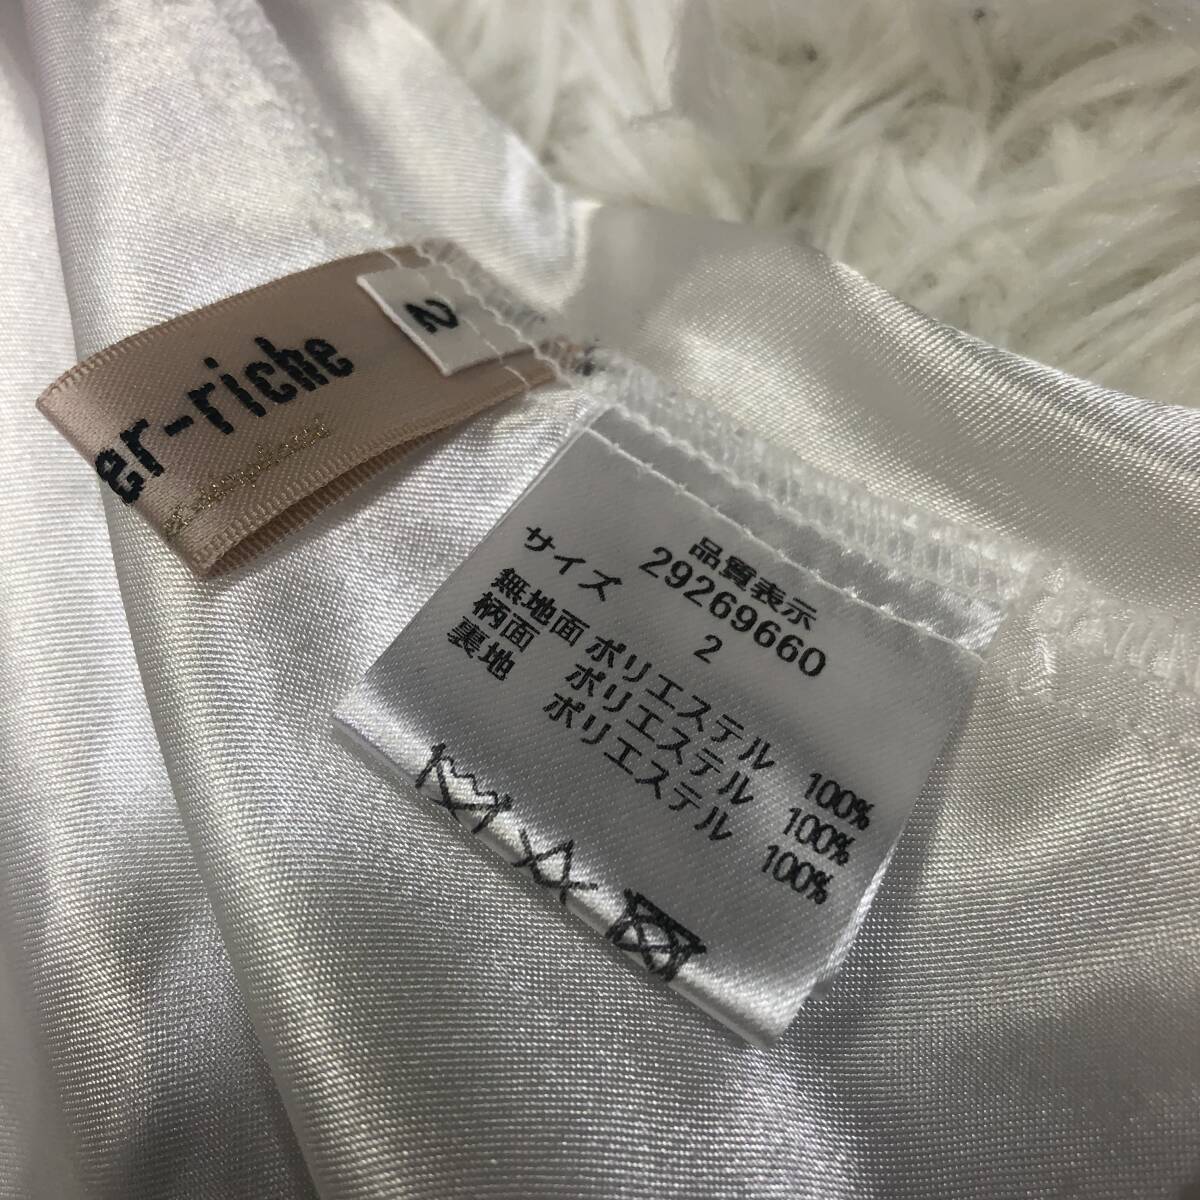 er-riche
2
品質表示
29269660
サイズ 2
無地面 ポリエステル 100%
柄面 ポリエステル 100%
裏地 ポリエステル 100%